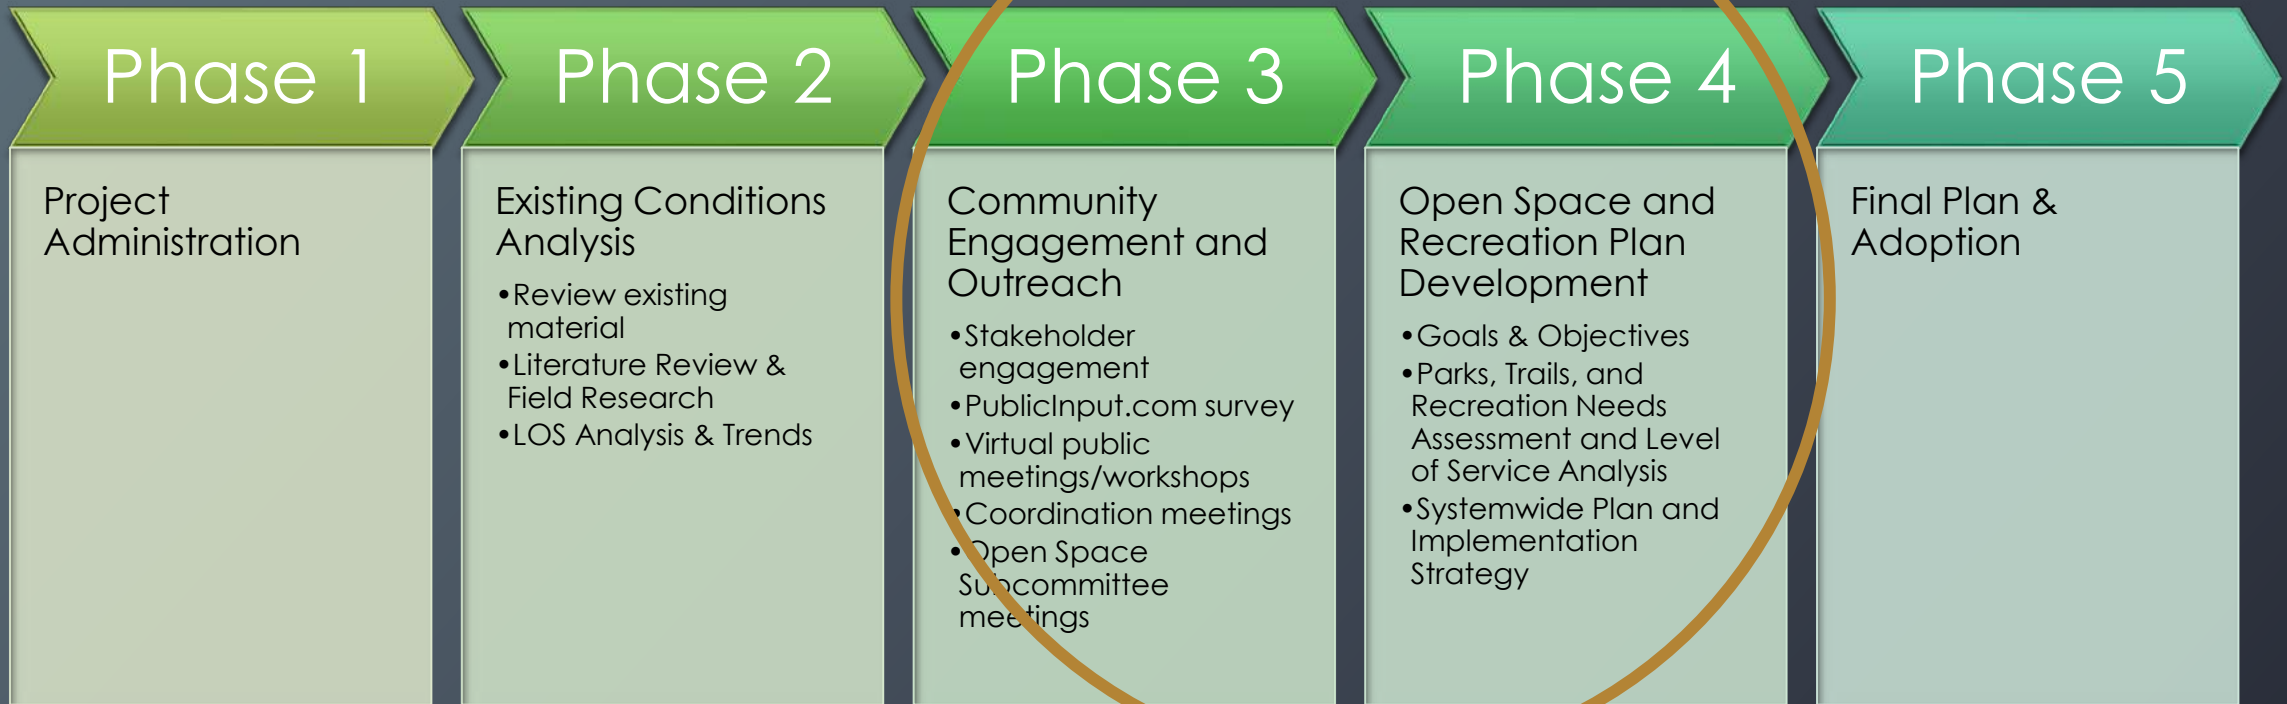 Phase 1
Project
Administration
Phase 2
Existing Conditions
Analysis
•Review existing
material
•Literature Review &
Field Research
•LOS Analysis & Trends
Phase 3
Community
Engagement and
Outreach
•Stakeholder
engagement
•PublicInput.com survey
•Virtual public
meetings/workshops
•Coordination meetings
•Open Space
Subcommittee
meetings
Phase 4
Open Space and
Recreation Plan
Development
•Goals & Objectives
•Parks, Trails, and
Recreation Needs
Assessment and Level
of Service Analysis
•Systemwide Plan and
Implementation
Strategy
Phase 5
Final Plan &
Adoption